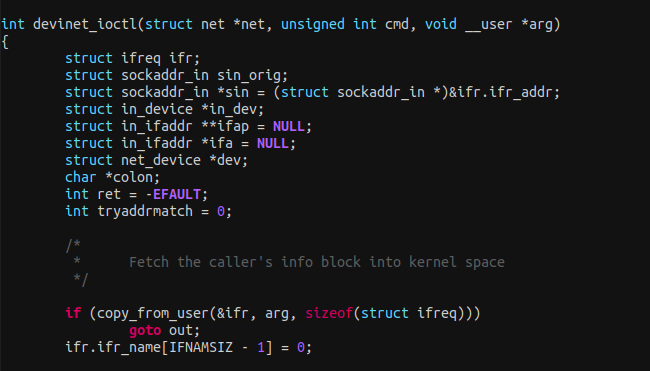 int devinet_ioctl(struct net *net, unsigned int cmd, void __user *arg)
{
        struct ifreq ifr;
        struct sockaddr_in sin_orig;
        struct sockaddr_in *sin = (struct sockaddr_in *)&ifr.ifr_addr;
        struct in_device *in_dev;
        struct in_ifaddr **ifap = NULL;
        struct in_ifaddr *ifa = NULL;
        struct net_device *dev;
        char *colon;
        int ret = -EFAULT;
        int tryaddrmatch = 0;

        /*
         *      Fetch the caller's info block into kernel space
         */

        if (copy_from_user(&ifr, arg, sizeof(struct ifreq)))
                goto out;
        ifr.ifr_name[IFNAMSIZ - 1] = 0;